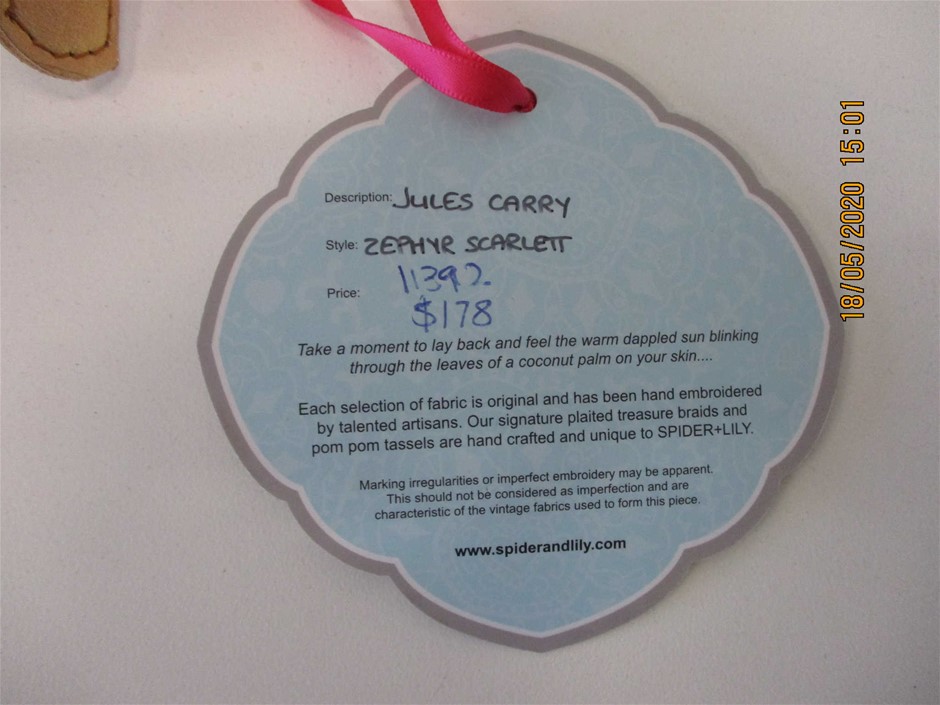 Description: JULES CARRY
Style: ZEPHYR SCARLETT
11392.
Price:
$178
Take a moment to lay back and feel the warm dappled sun blinking
through the leaves of a coconut palm on your skin....
Each selection of fabric is original and has been hand embroidered
by talented artisans. Our signature plaited treasure braids and
pom pom tassels are hand crafted and unique to SPIDER+LILY.
Marking irregularities or imperfect embroidery may be apparent.
This should not be considered as imperfection and are
characteristic of the vintage fabrics used to form this piece.
www.spiderandlily.com
18/05/2020 15:01